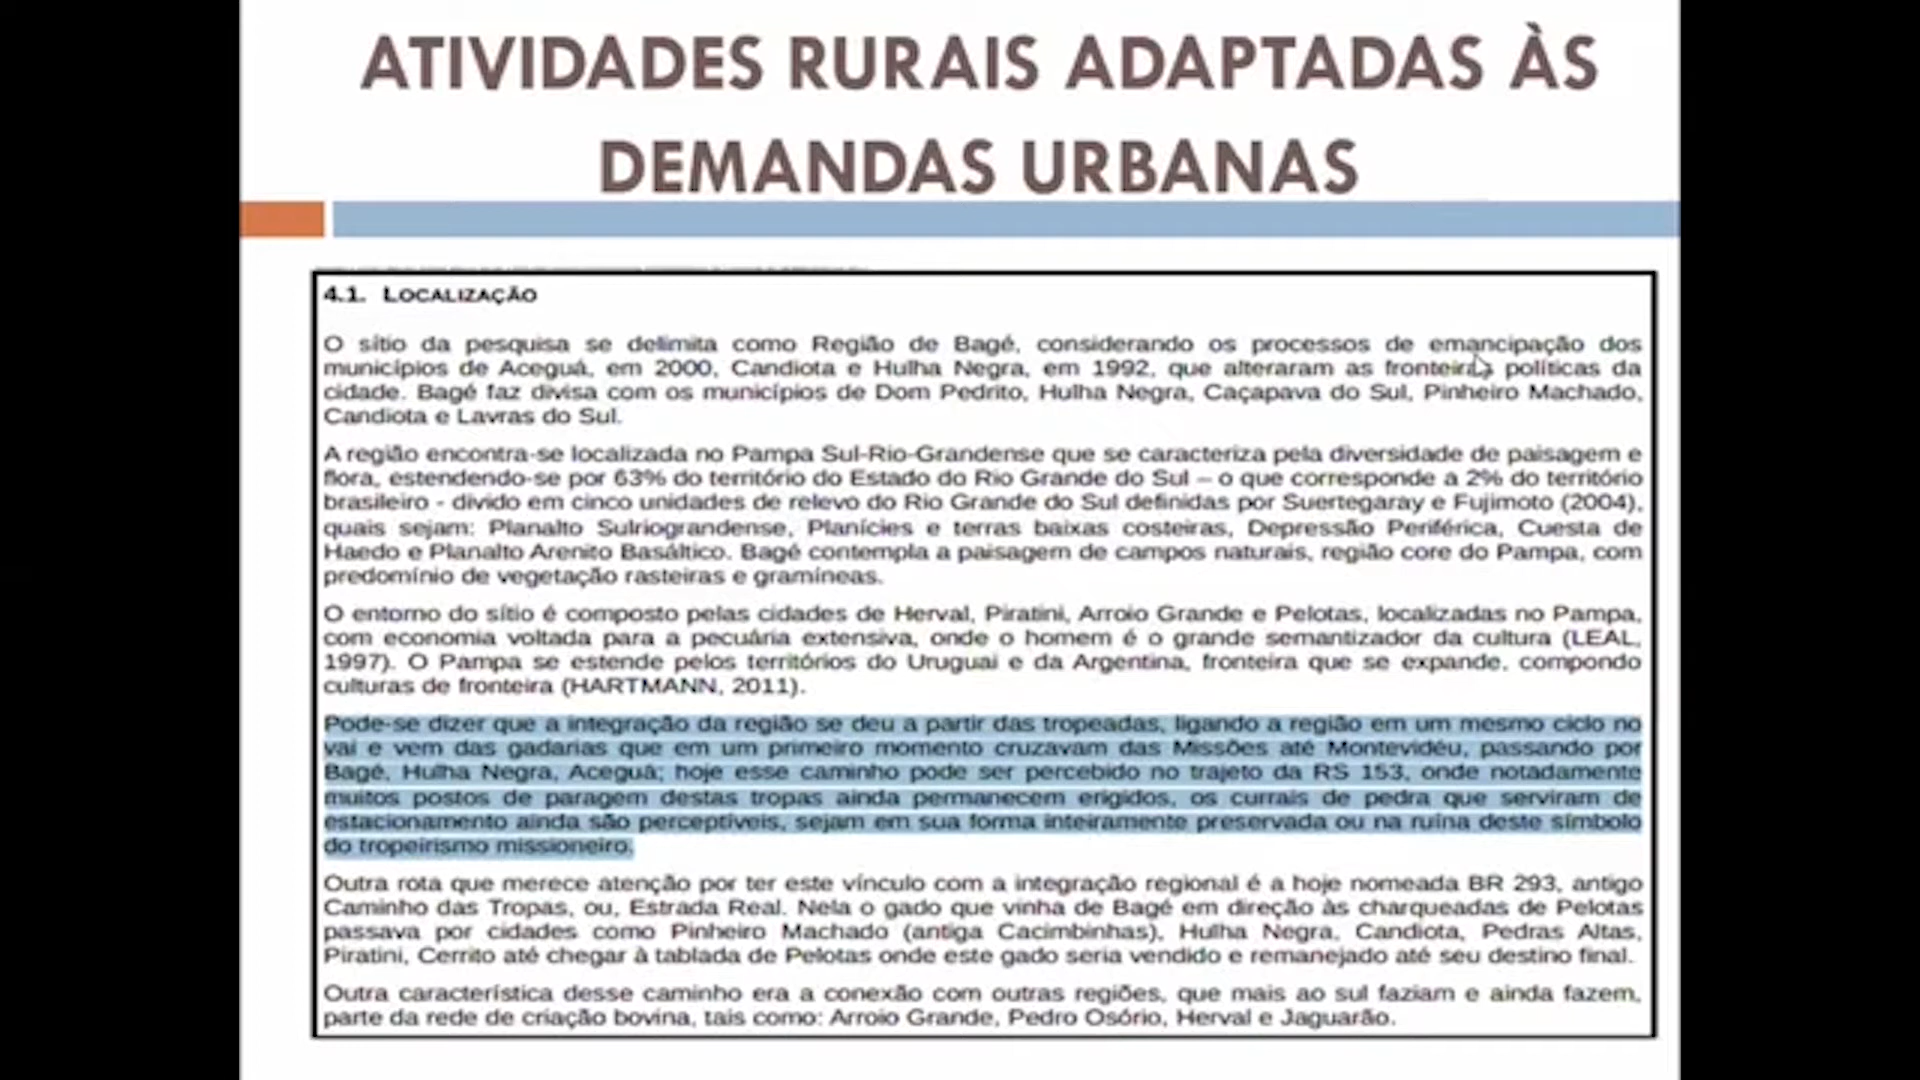 ATIVIDADES RURAIS ADAPTADAS ÀS
DEMANDAS URBANAS
4.1. LOCALIZAÇÃO
O sítio da pesquisa se delimita como Região de Bagé, considerando os processos de emancipação dos
municípios de Aceguá, em 2000, Candiota e Hulha Negra, em 1992, que alteraram as fronteiras políticas da
cidade. Bagé faz divisa com os municípios de Dom Pedrito, Hulha Negra, Caçapava do Sul, Pinheiro Machado,
Candiota e Lavras do Sul.
A região encontra-se localizada no Pampa Sul-Rio-Grandense que se caracteriza pela diversidade de paisagem e
flora, estendendo-se por 63% do território do Estado do Rio Grande do Sul – o que corresponde a 2% do território
brasileiro - divido em cinco unidades de relevo do Rio Grande do Sul definidas por Suertegaray e Fujimoto (2004),
quais sejam: Planalto Sulriograndense, Planícies e terras baixas costeiras, Depressão Periférica, Cuesta de
Haedo e Planalto Arenito Basáltico. Bagé contempla a paisagem de campos naturais, região core do Pampa, com
predomínio de vegetação rasteiras e gramíneas.
O entorno do sítio é composto pelas cidades de Herval, Piratini, Arroio Grande e Pelotas, localizadas no Pampa,
com economia voltada para a pecuária extensiva, onde o homem é o grande semantizador da cultura (LEAL,
1997). O Pampa se estende pelos territórios do Uruguai e da Argentina, fronteira que se expande, compondo
culturas de fronteira (HARTMANN, 2011).
Pode-se dizer que a integração da região se deu a partir das tropeadas, ligando a região em um mesmo ciclo no
vai e vem das gadarias que em um primeiro momento cruzavam das Missões até Montevidéu, passando por
Bagé, Hulha Negra, Aceguá; hoje esse caminho pode ser percebido no trajeto da RS 153, onde notadamente
muitos postos de paragem destas tropas ainda permanecem erigidos, os currais de pedra que serviram de
estacionamento ainda são perceptíveis, sejam em sua forma inteiramente preservada ou na ruína deste símbolo
do tropeirismo missioneiro.
Outra rota que merece atenção por ter este vínculo com a integração regional é a hoje nomeada BR 293, antigo
Caminho das Tropas, ou, Estrada Real. Nela o gado que vinha de Bagé em direção às charqueadas de Pelotas
passava por cidades como Pinheiro Machado (antiga Cacimbinhas), Hulha Negra, Candiota, Pedras Altas,
Piratini, Cerrito até chegar à tablada de Pelotas onde este gado seria vendido e remanejado até seu destino final.
Outra característica desse caminho era a conexão com outras regiões, que mais ao sul faziam e ainda fazem,
parte da rede de criação bovina, tais como: Arroio Grande, Pedro Osório, Herval e Jaguarão.